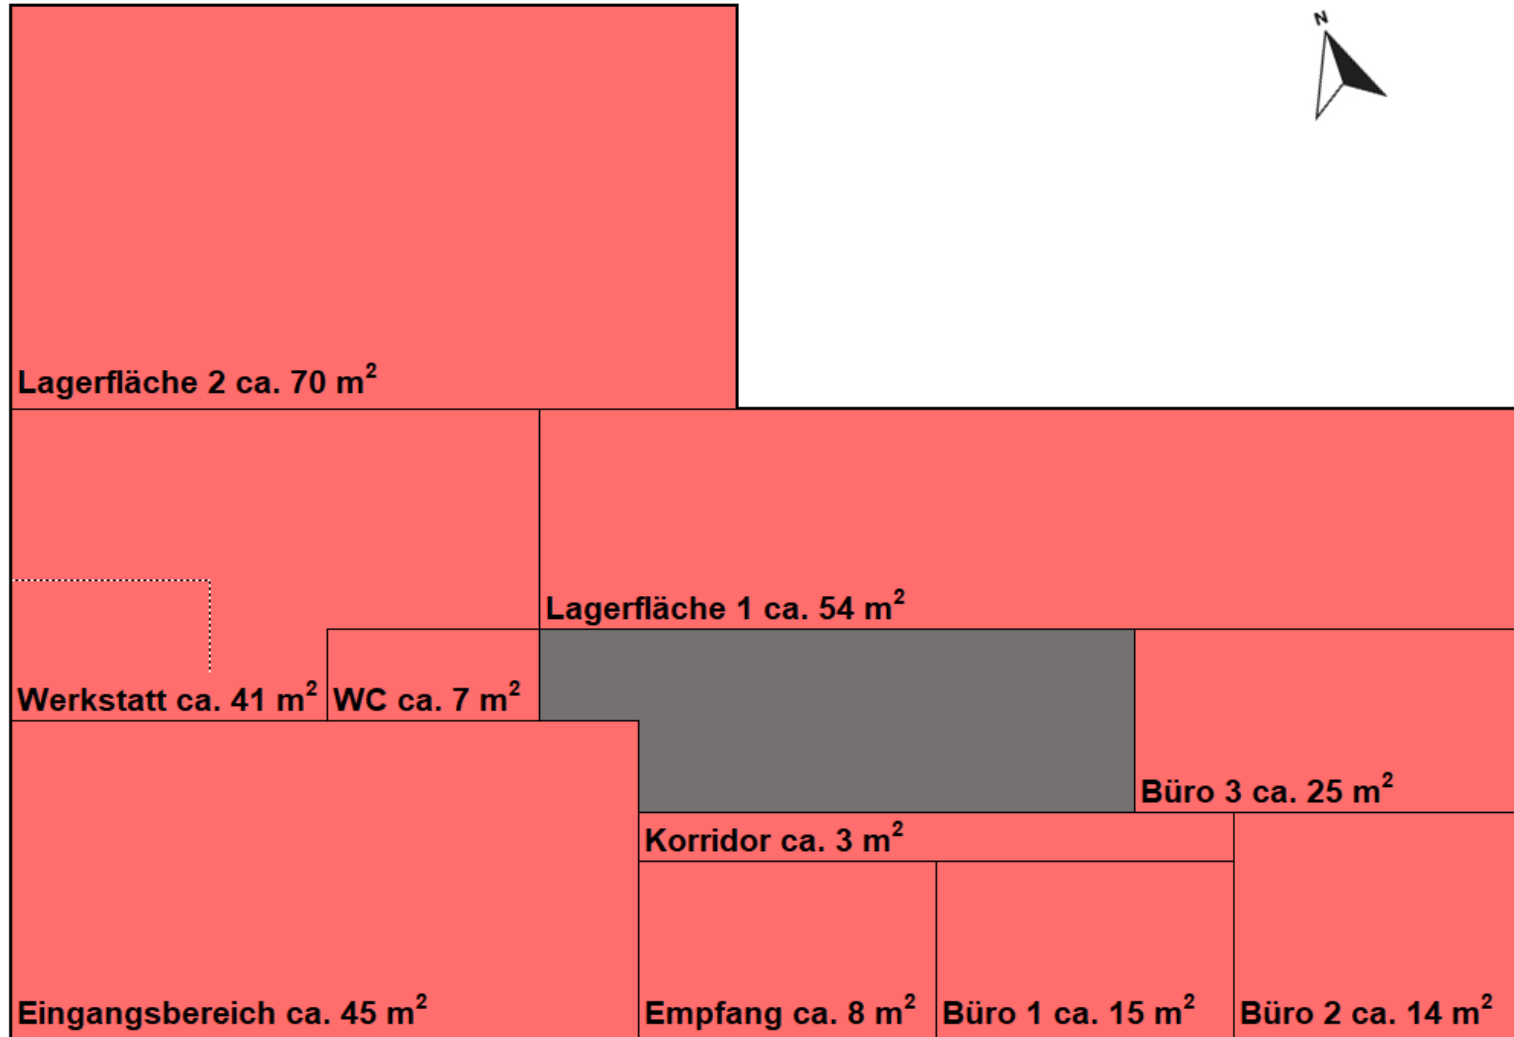 N
Lagerfläche 2 ca. 70 m²
Lagerfläche 1 ca. 54 m²
Werkstatt ca. 41 m²
WC ca. 7 m²
Büro 3 ca. 25 m²
Korridor ca. 3 m²
Eingangsbereich ca. 45 m²
Empfang ca. 8 m²
Büro 1 ca. 15 m²
Büro 2 ca. 14 m²